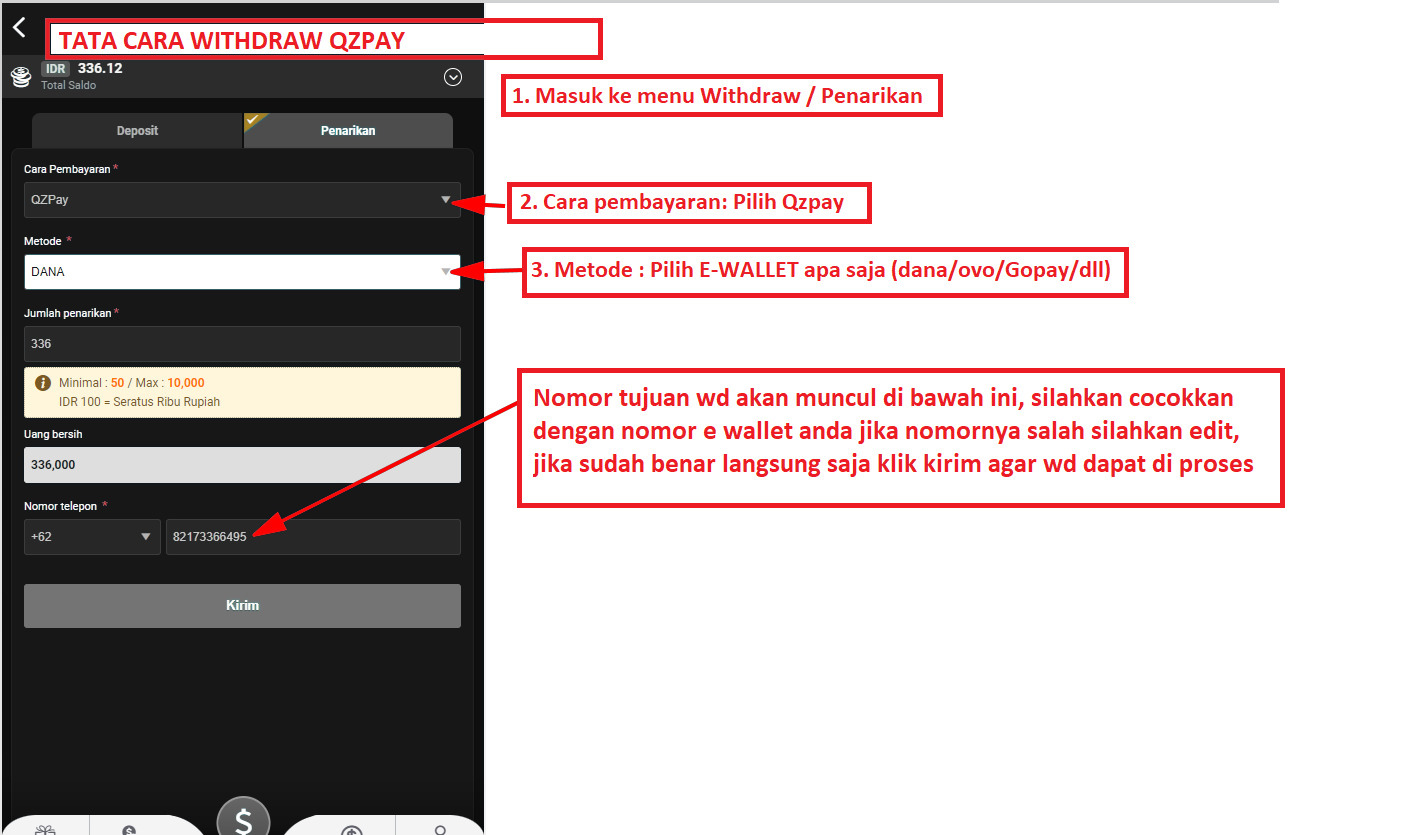 TATA CARA WITHDRAW QZPAY
IDR 336.12
Total Saldo
1. Masuk ke menu Withdraw / Penarikan
Deposit
Penarikan
Cara Pembayaran *
QZPay
2. Cara pembayaran: Pilih Qzpay
Metode *
DANA
3. Metode : Pilih E-WALLET apa saja (dana/ovo/Gopay/dll)
Jumlah penarikan *
336
Minimal : 50 / Max : 10,000
IDR 100 = Seratus Ribu Rupiah
Nomor tujuan wd akan muncul di bawah ini, silahkan cocokkan
dengan nomor e wallet anda jika nomornya salah silahkan edit,
jika sudah benar langsung saja klik kirim agar wd dapat di proses
Uang bersih
336,000
Nomor telepon *
+62
82173366495
Kirim